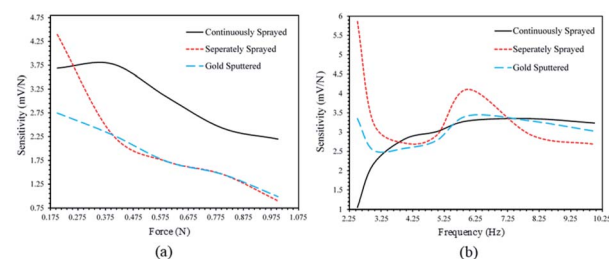 4.75
4.25
3.75
3.25
2.75
2.25
1.75
1.25
0.75
Sensitivity (mV/N)
Continuously Sprayed
Seperately Sprayed
Gold Sputtered
0.175 0.275 0.375 0.475 0.575 0.675 0.775 0.875 0.975 1.075
Force (N)
(a)
6
5.5
5
4.5
4
3.5
3
2.5
2
1.5
1
Sensitivity (mV/N)
Continuously Sprayed
Seperately Sprayed
Gold Sputtered
2.25 3.25 4.25 5.25 6.25 7.25 8.25 9.25 10.25
Frequency (Hz)
(b)